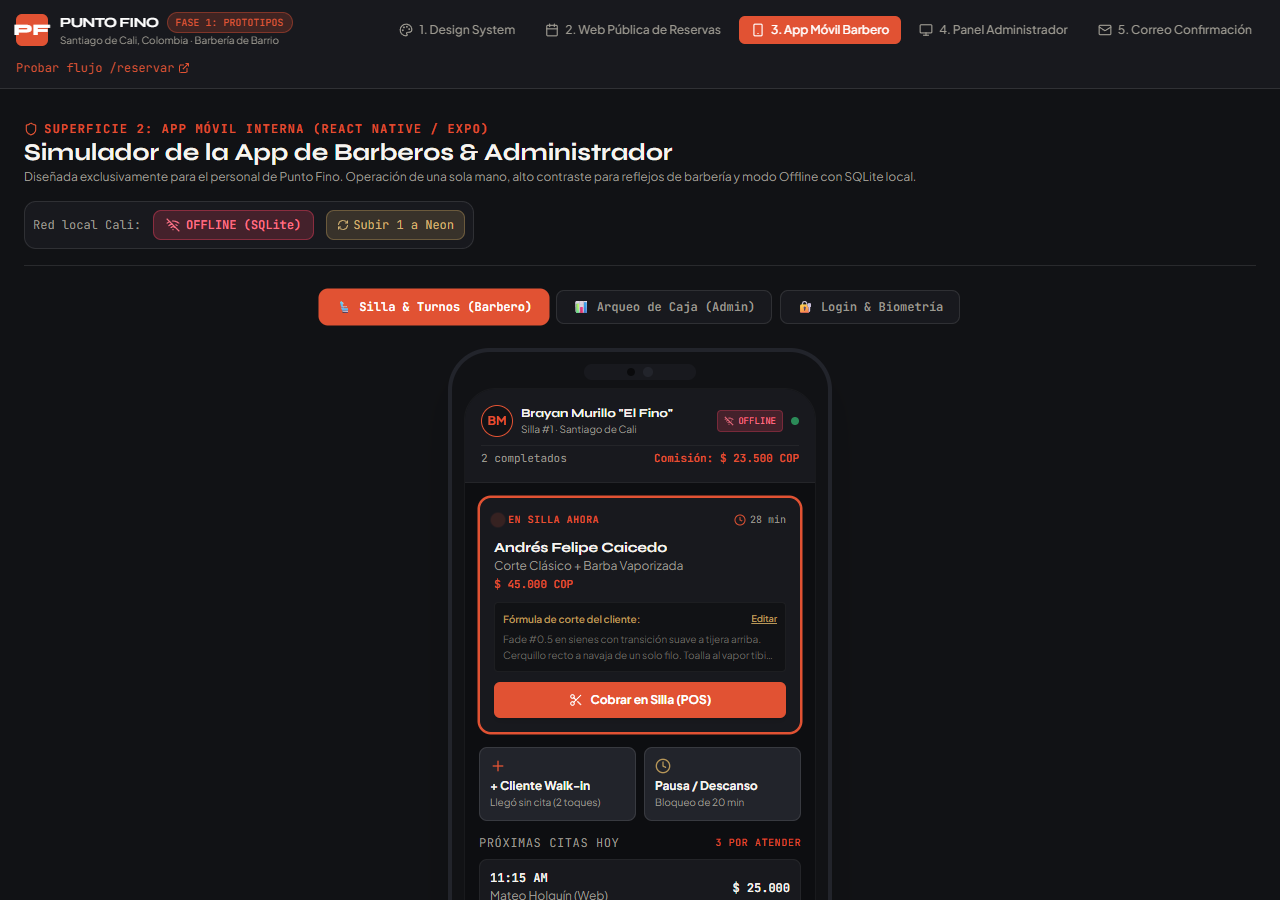 PF
PUNTO FINO
FASE 1: PROTOTIPOS
Santiago de Cali, Colombia · Barbería de Barrio
1. Design System
2. Web Pública de Reservas
3. App Móvil Barbero
4. Panel Administrador
5. Correo Confirmación
Probar flujo /reservar
SUPERFICIE 2: APP MÓVIL INTERNA (REACT NATIVE / EXPO)
Simulador de la App de Barberos & Administrador
Diseñada exclusivamente para el personal de Punto Fino. Operación de una sola mano, alto contraste para reflejos de barbería y modo Offline con SQLite local.
Red local Cali:
OFFLINE (SQLite)
Subir 1 a Neon
Silla & Turnos (Barbero)
Arqueo de Caja (Admin)
Login & Biometría
BM
Brayan Murillo "El Fino"
Silla #1 · Santiago de Cali
OFFLINE
2 completados
Comisión: $ 23.500 COP
EN SILLA AHORA
28 min
Andrés Felipe Caicedo
Corte Clásico + Barba Vaporizada
$ 45.000 COP
Fórmula de corte del cliente:
Editar
Fade #0.5 en sienes con transición suave a tijera arriba.
Cerquillo recto a navaja de un solo filo. Toalla al vapor tibi...
Cobrar en Silla (POS)
+ Cliente Walk-In
Llegó sin cita (2 toques)
Pausa / Descanso
Bloqueo de 20 min
PRÓXIMAS CITAS HOY
3 POR ATENDER
11:15 AM
Mateo Holguín (Web)
$ 25.000